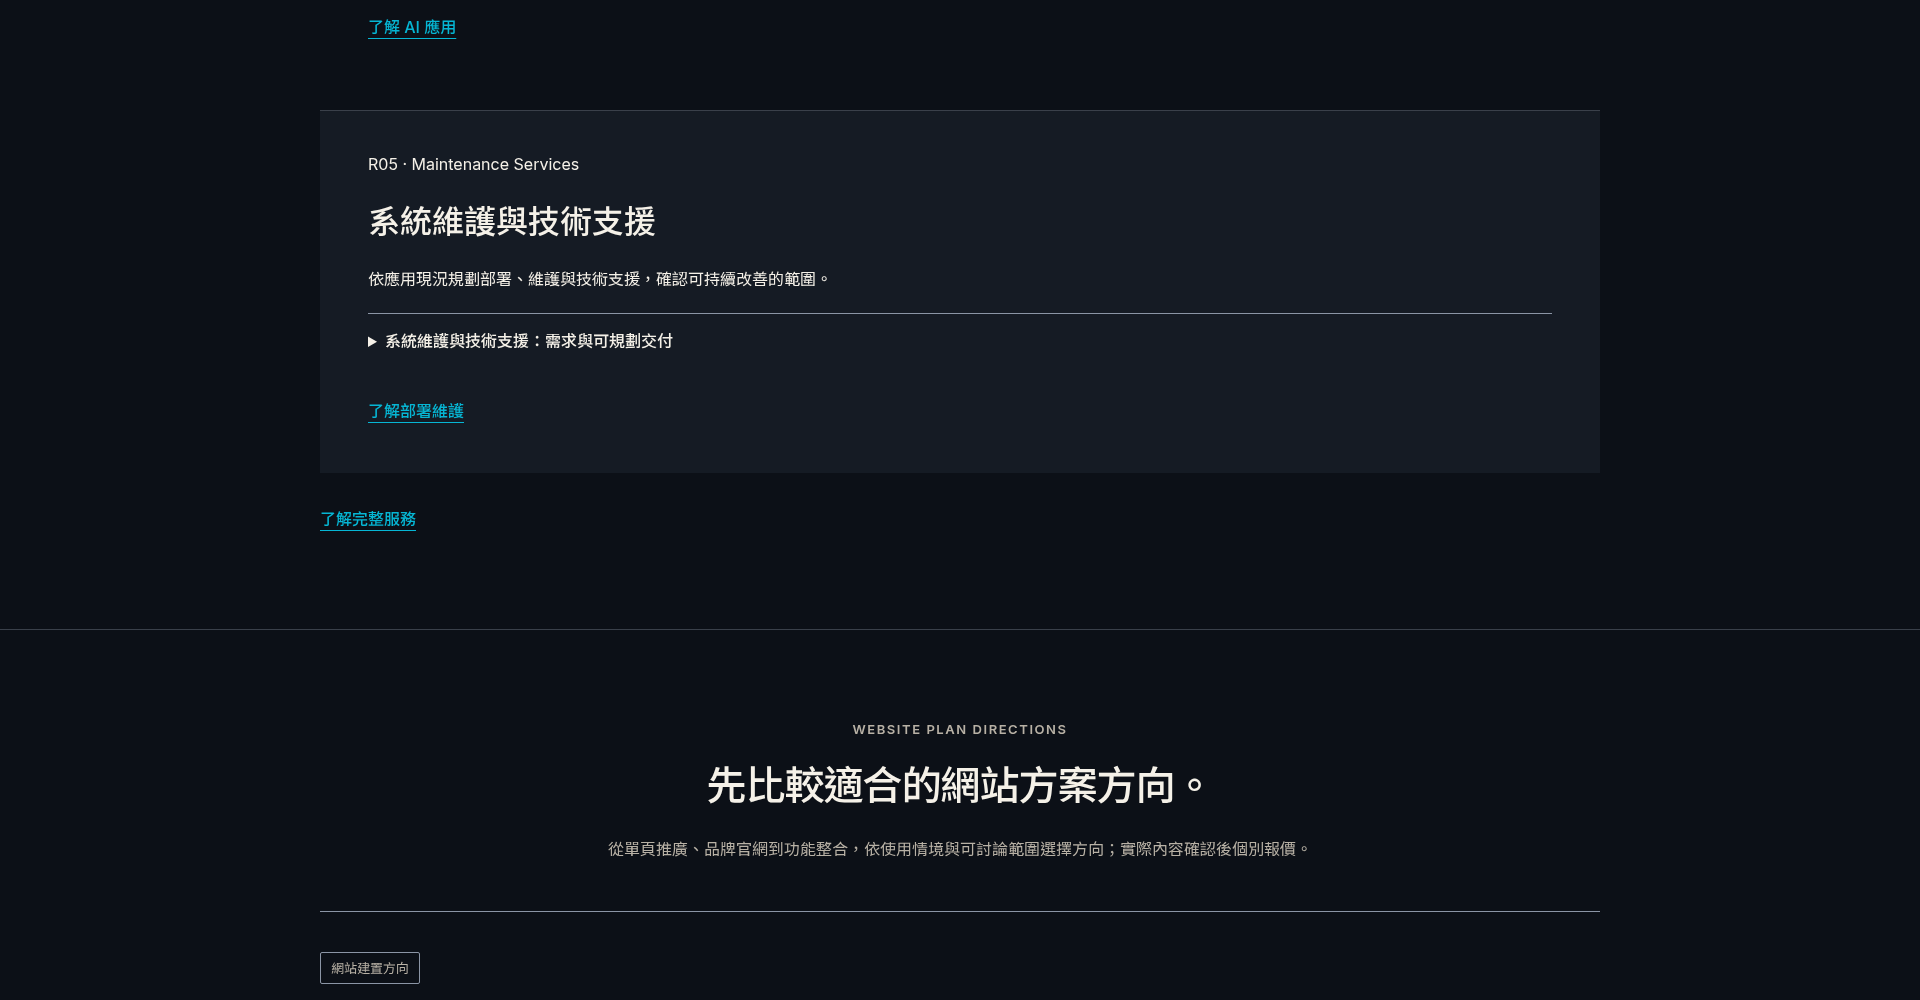 了解 AI 應用
R05 · Maintenance Services
系統維護與技術支援
依應用現況規劃部署、維護與技術支援，確認可持續改善的範圍。
系統維護與技術支援：需求與可規劃交付
了解部署維護
了解完整服務
WEBSITE PLAN DIRECTIONS
先比較適合的網站方案方向。
從單頁推廣、品牌官網到功能整合，依使用情境與可討論範圍選擇方向；實際內容確認後個別報價。
網站建置方向